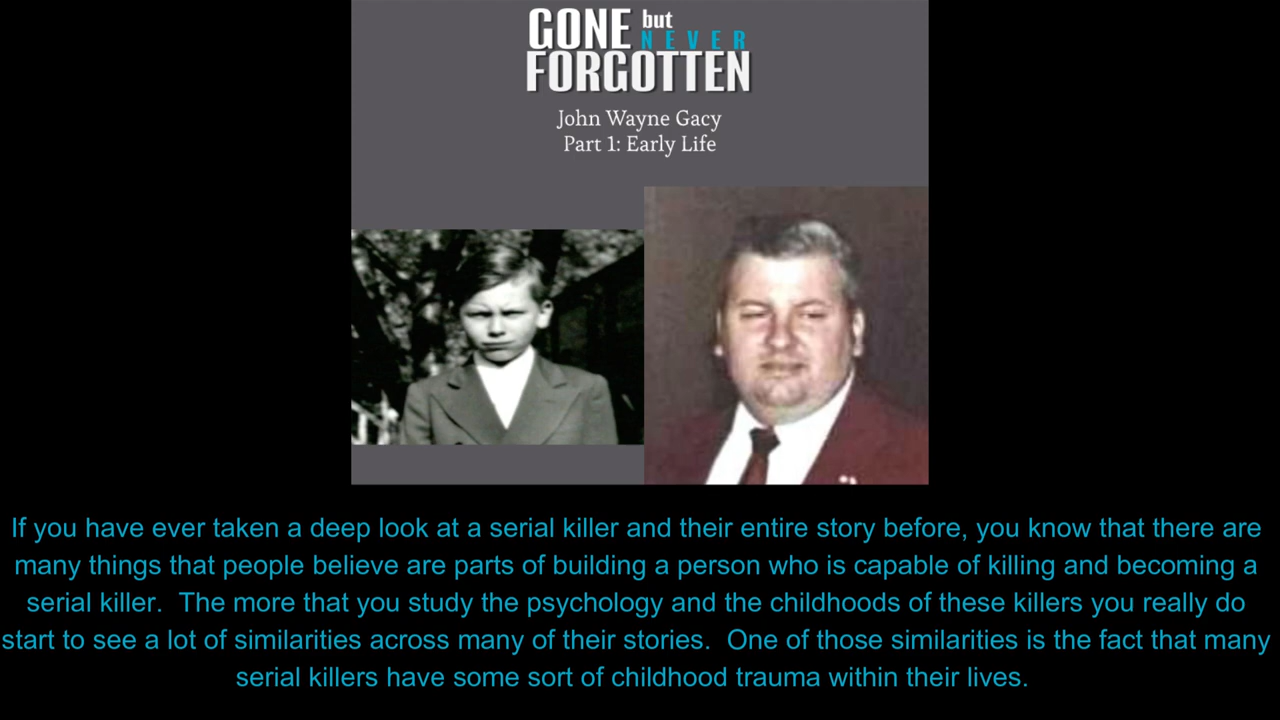 GONE but
NEVER
FORGOTTEN
John Wayne Gacy
Part 1: Early Life
If you have ever taken a deep look at a serial killer and their entire story before, you know that there are
many things that people believe are parts of building a person who is capable of killing and becoming a
serial killer.  The more that you study the psychology and the childhoods of these killers you really do
start to see a lot of similarities across many of their stories.  One of those similarities is the fact that many
serial killers have some sort of childhood trauma within their lives.